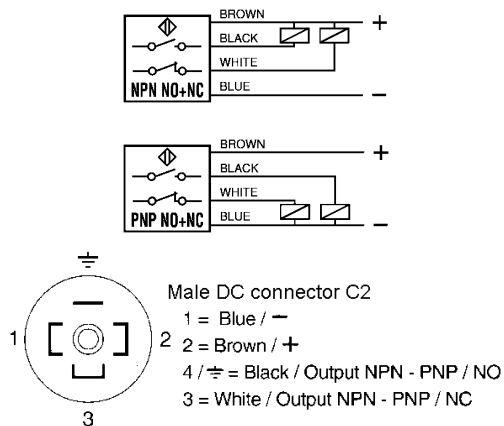 BROWN
+
BLACK
WHITE
NPN NO+NC
BLUE
−
BROWN
+
BLACK
WHITE
PNP NO+NC
BLUE
−
Male DC connector C2
1 = Blue / −
1
2
2 = Brown / +
4 / ⏚ = Black / Output NPN - PNP / NO
3 = White / Output NPN - PNP / NC
3